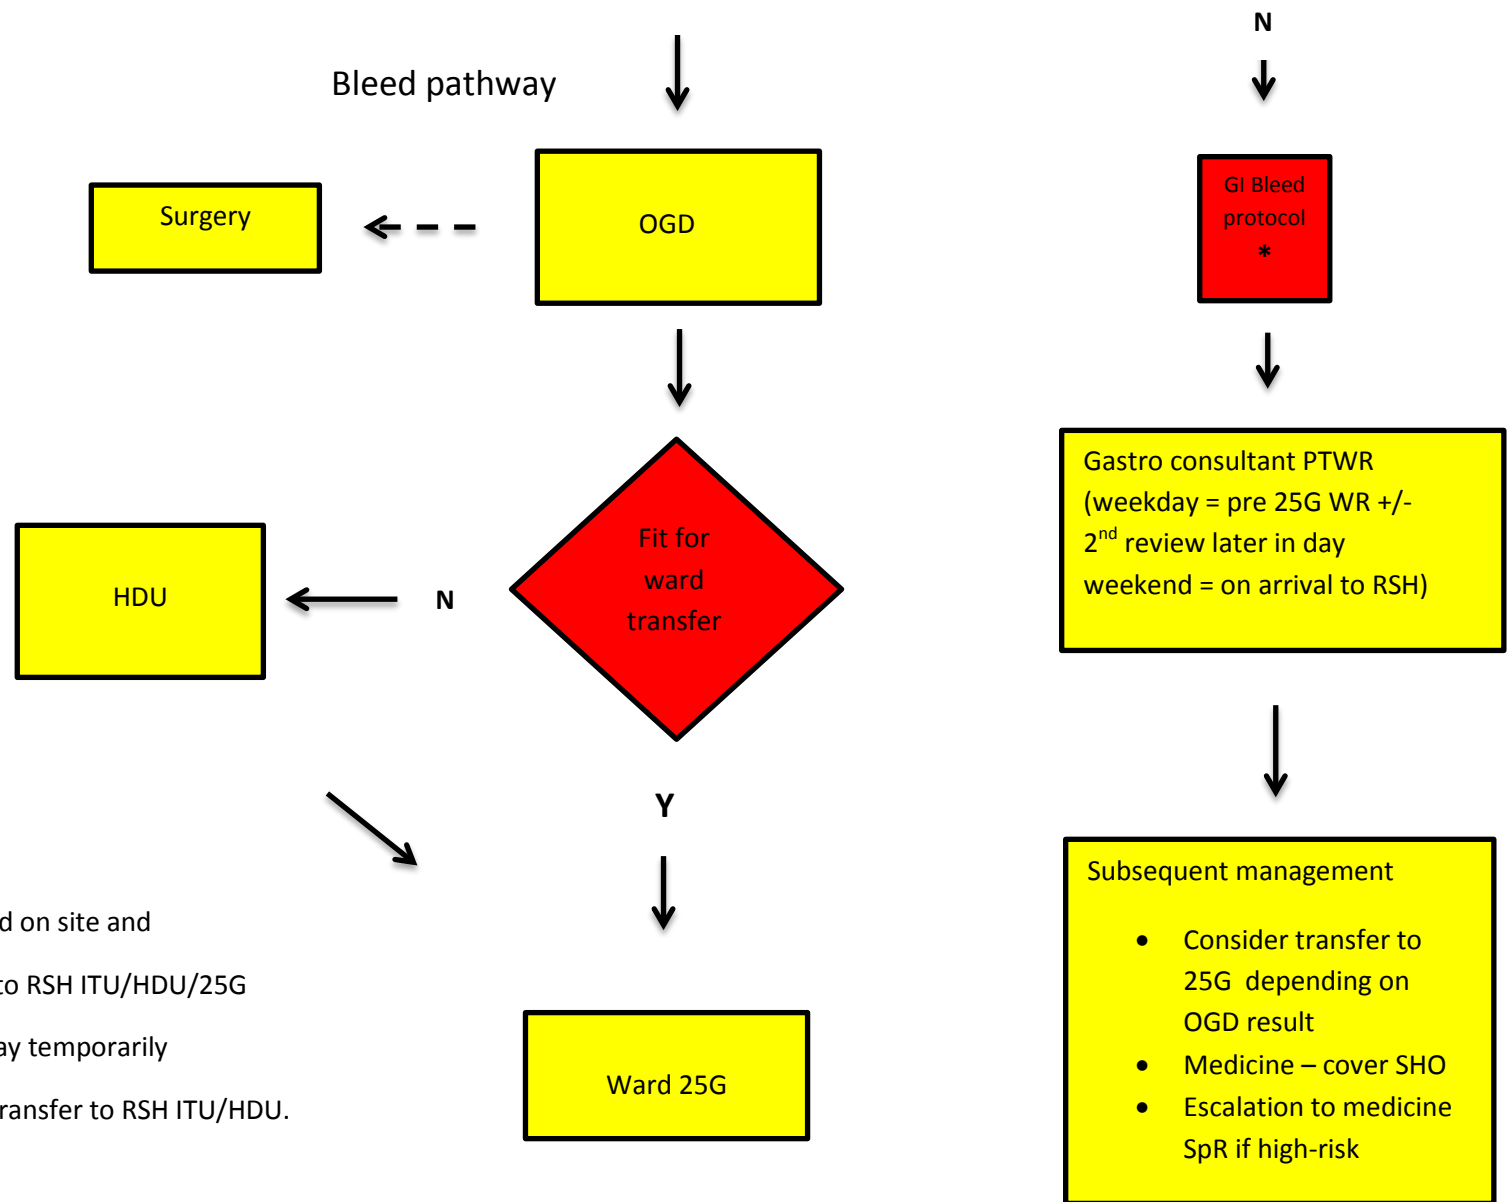 N
Bleed pathway
Surgery
OGD
GI Bleed
protocol
*
Gastro consultant PTWR
(weekday = pre 25G WR +/-
2nd review later in day
weekend = on arrival to RSH)
Fit for
ward
transfer
HDU
N
Y
Subsequent management
• Consider transfer to
25G depending on
OGD result
• Medicine – cover SHO
• Escalation to medicine
SpR if high-risk
d on site and
to RSH ITU/HDU/25G
ay temporarily
ransfer to RSH ITU/HDU.
Ward 25G